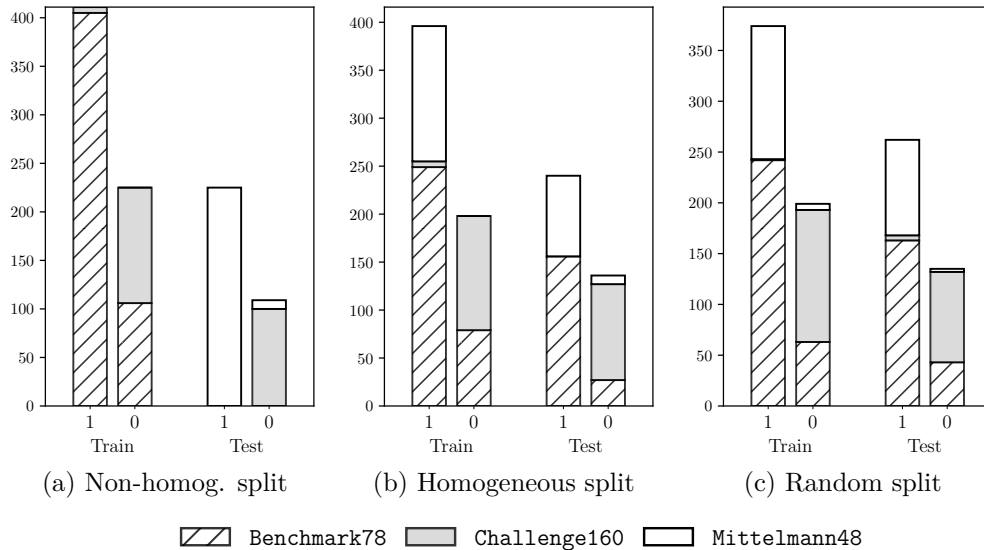 400
350
300
250
200
150
100
50
0
1 0 1 0
Train Test
(a) Non-homog. split
400
350
300
250
200
150
100
50
0
1 0 1 0
Train Test
(b) Homogeneous split
350
300
250
200
150
100
50
0
1 0 1 0
Train Test
(c) Random split
Benchmark78 Challenge160 Mittelmann48